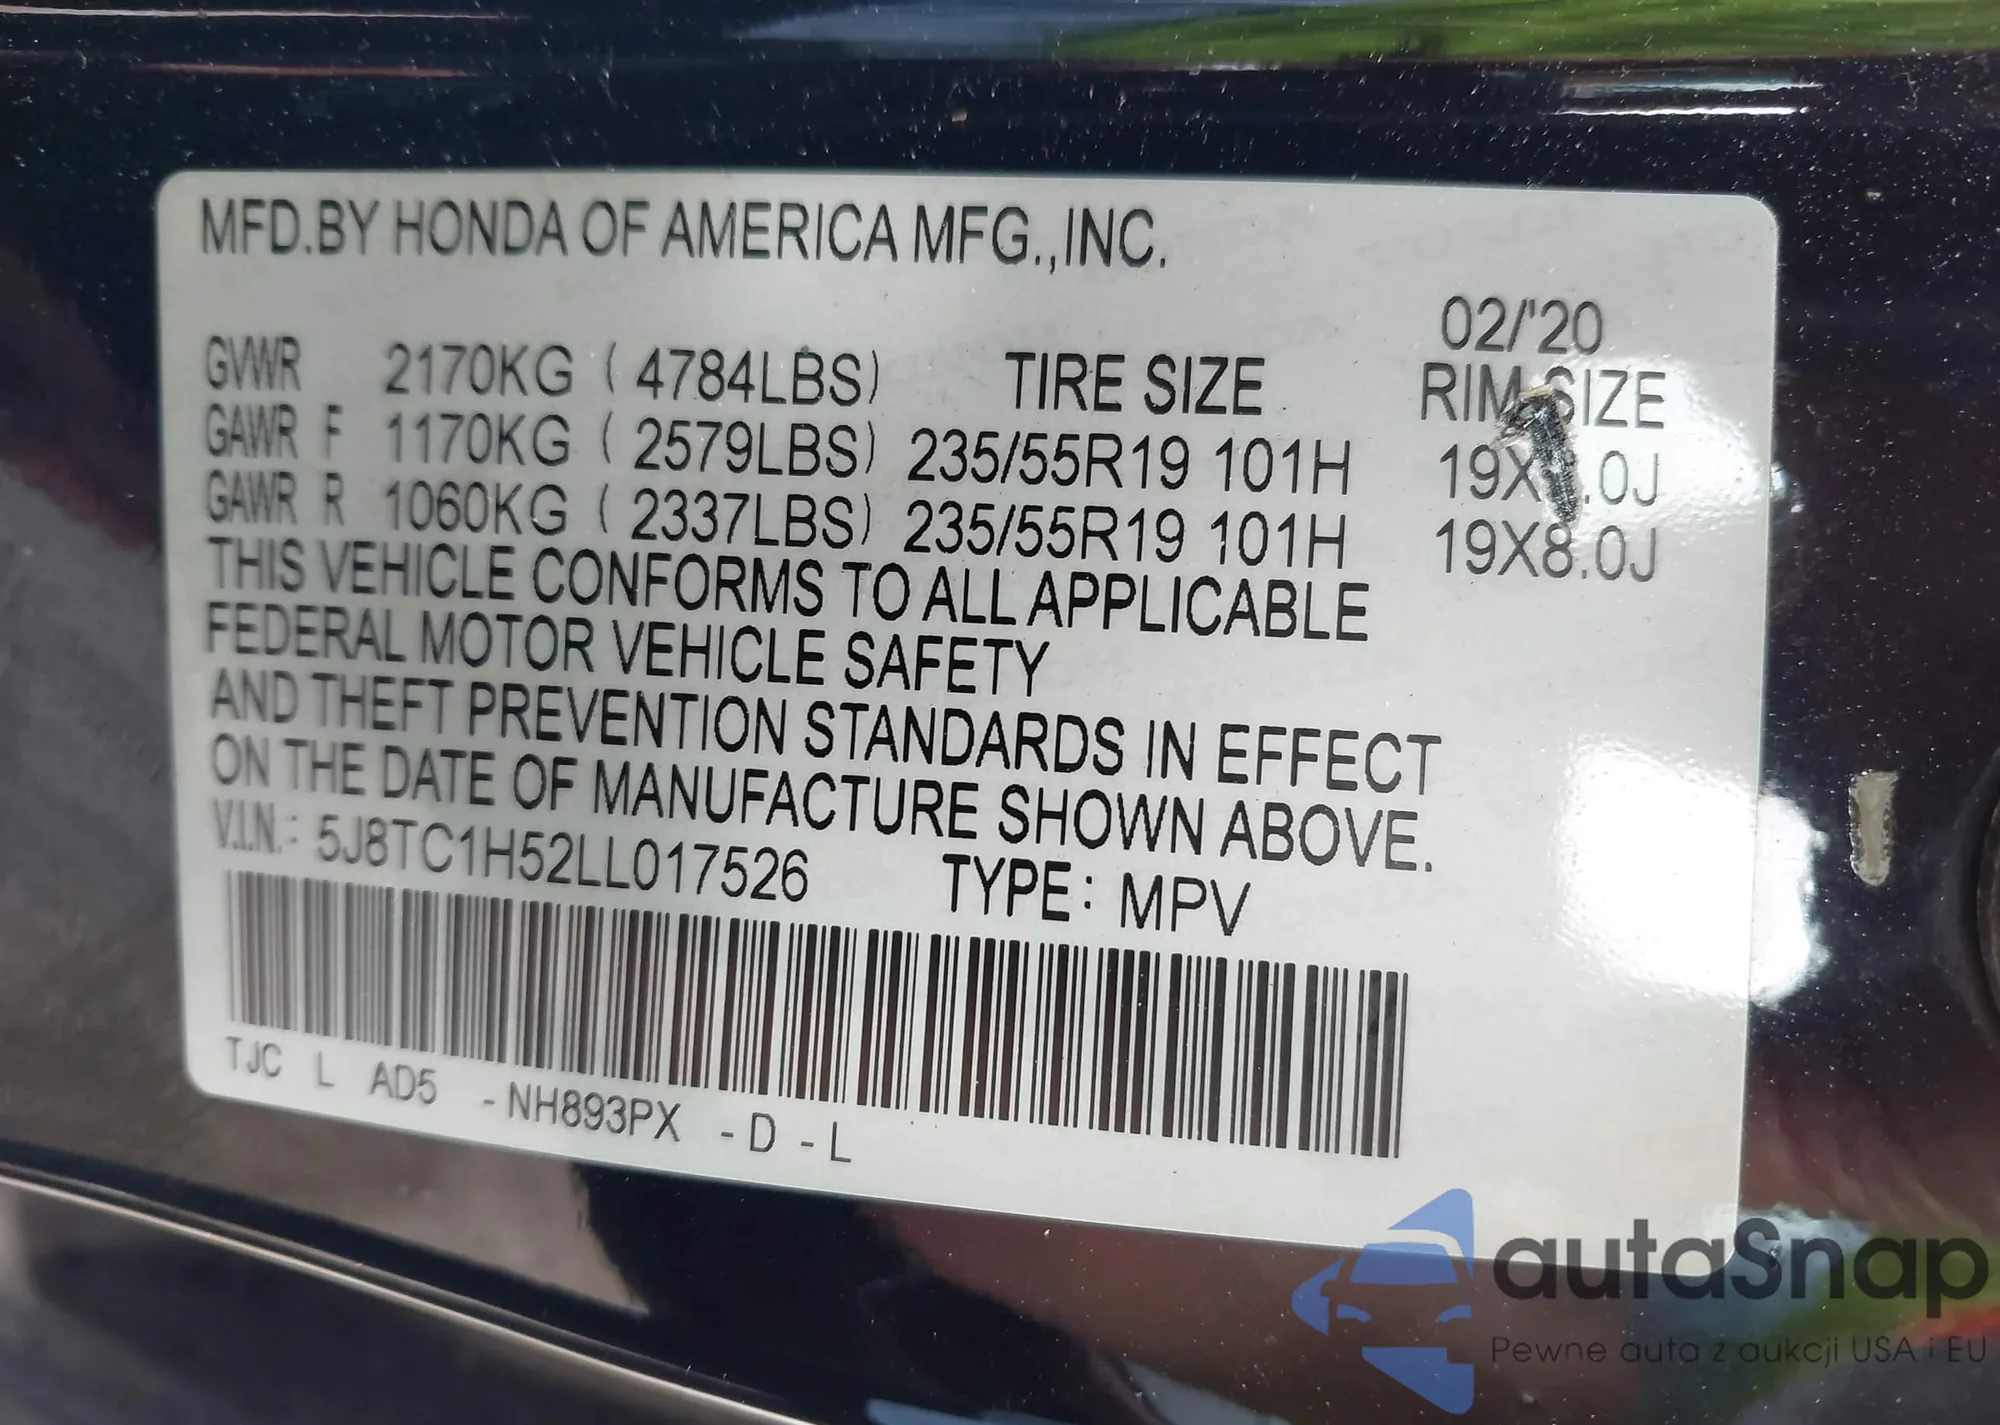 MFD.BY HONDA OF AMERICA MFG.,INC.
02/'20
GVWR 2170KG ( 4784LBS) TIRE SIZE RIM SIZE
GAWR F 1170KG ( 2579LBS) 235/55R19 101H 19X .0J
GAWR R 1060KG ( 2337LBS) 235/55R19 101H 19X8.0J
THIS VEHICLE CONFORMS TO ALL APPLICABLE
FEDERAL MOTOR VEHICLE SAFETY
AND THEFT PREVENTION STANDARDS IN EFFECT
ON THE DATE OF MANUFACTURE SHOWN ABOVE.
V.I.N.: 5J8TC1H52LL017526 TYPE: MPV
TJC L AD5 -NH893PX -D -L
autaSnap
Pewne auta z aukcji USA i EU